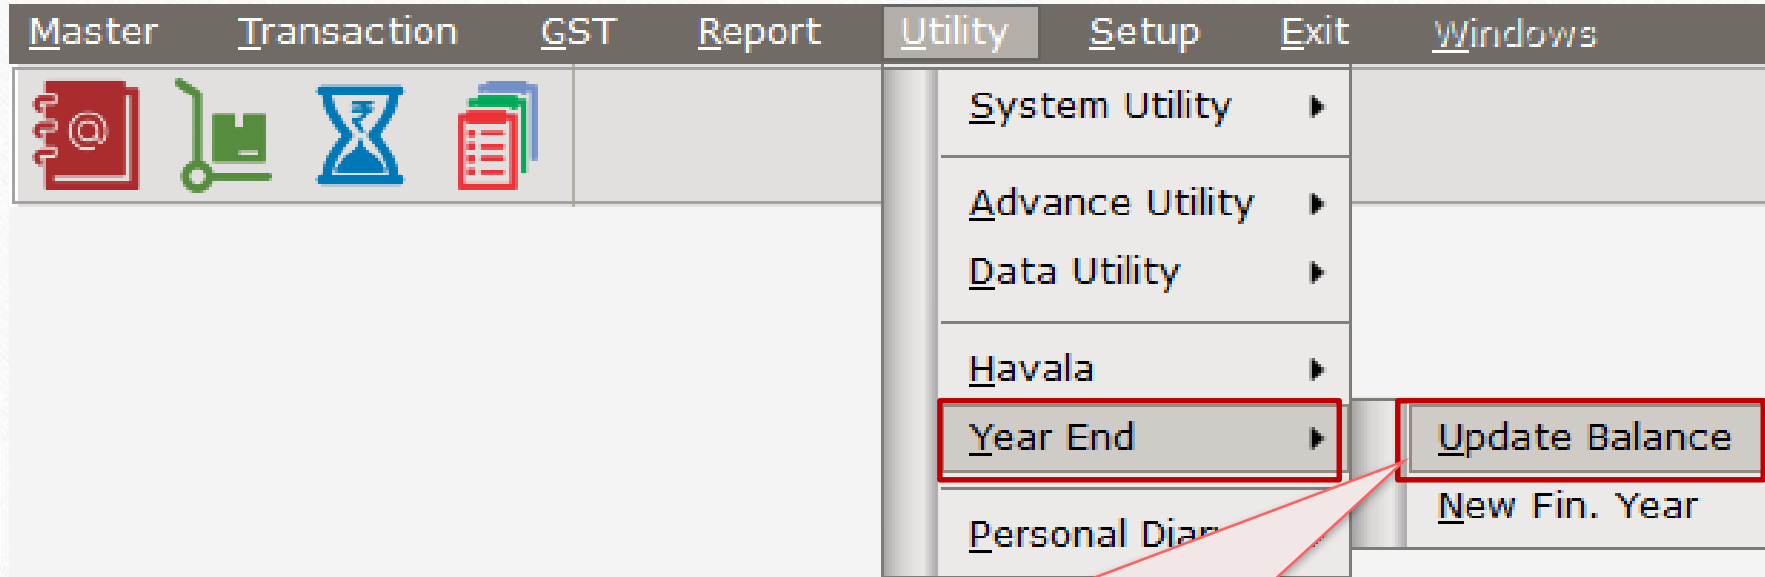 Master Transaction GST Report Utility Setup Exit Windows
System Utility
Advance Utility
Data Utility
Havala
Year End
Update Balance
New Fin. Year
Personal